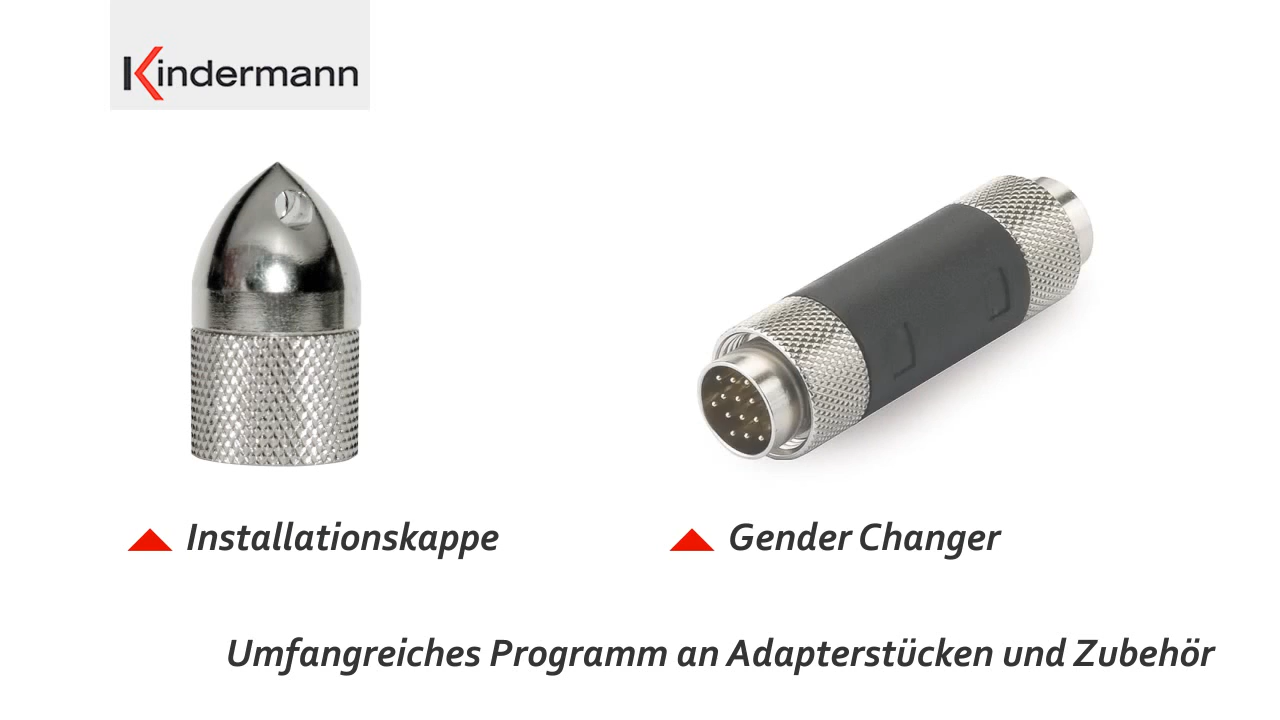 Kindermann
Installationskappe
Gender Changer
Umfangreiches Programm an Adapterstücken und Zubehör